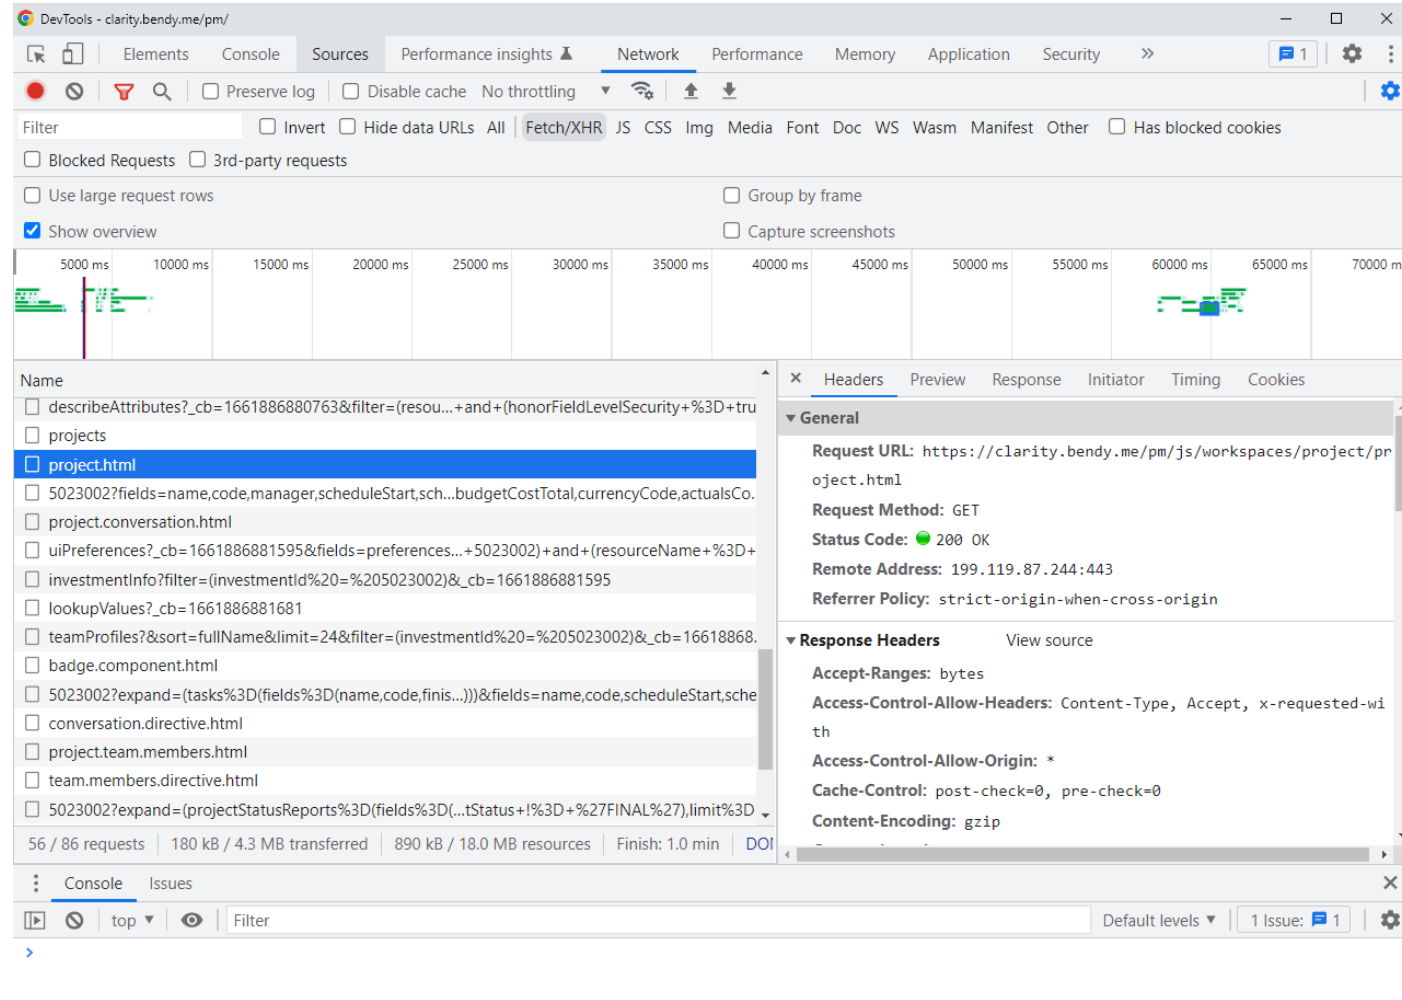 DevTools - clarity.bendy.me/pm/
Elements Console Sources Performance insights Network Performance Memory Application Security » 1
Preserve log Disable cache No throttling
Filter Invert Hide data URLs All Fetch/XHR JS CSS Img Media Font Doc WS Wasm Manifest Other Has blocked cookies
Blocked Requests 3rd-party requests
Use large request rows Group by frame
Show overview Capture screenshots
5000 ms 10000 ms 15000 ms 20000 ms 25000 ms 30000 ms 35000 ms 40000 ms 45000 ms 50000 ms 55000 ms 60000 ms 65000 ms 70000 m
Name
describeAttributes?_cb=1661886880763&filter=(resou...+and+(honorFieldLevelSecurity+%3D+tru
projects
project.html
5023002?fields=name,code,manager,scheduleStart,sch...budgetCostTotal,currencyCode,actualsCo.
project.conversation.html
uiPreferences?_cb=1661886881595&fields=preferences...+5023002)+and+(resourceName+%3D+
investmentInfo?filter=(investmentId%20=%205023002)&_cb=1661886881595
lookupValues?_cb=1661886881681
teamProfiles?&sort=fullName&limit=24&filter=(investmentId%20=%205023002)&_cb=16618868.
badge.component.html
5023002?expand=(tasks%3D(fields%3D(name,code,finis...)))&fields=name,code,scheduleStart,sche
conversation.directive.html
project.team.members.html
team.members.directive.html
5023002?expand=(projectStatusReports%3D(fields%3D(...tStatus+!%3D+%27FINAL%27),limit%3D
56 / 86 requests 180 kB / 4.3 MB transferred 890 kB / 18.0 MB resources Finish: 1.0 min DOI
Headers Preview Response Initiator Timing Cookies
General
Request URL: https://clarity.bendy.me/pm/js/workspaces/project/pr
oject.html
Request Method: GET
Status Code: 200 OK
Remote Address: 199.119.87.244:443
Referrer Policy: strict-origin-when-cross-origin
Response Headers View source
Accept-Ranges: bytes
Access-Control-Allow-Headers: Content-Type, Accept, x-requested-wi
th
Access-Control-Allow-Origin: *
Cache-Control: post-check=0, pre-check=0
Content-Encoding: gzip
Console Issues
top Filter Default levels 1 Issue: 1